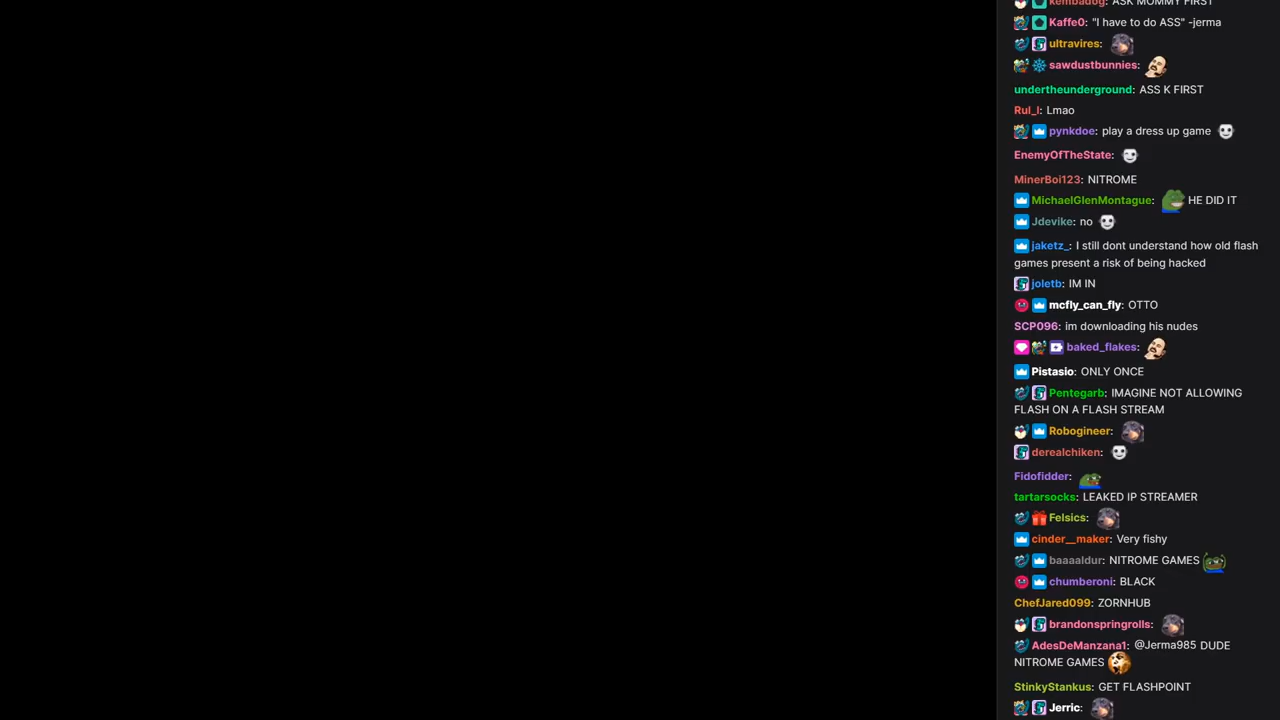 kembadog: ASK MOMMY FIRST
Kaffe0: "I have to do ASS" -jerma
ultravires:
sawdustbunnies:
undertheunderground: ASS K FIRST
Rul_l: Lmao
pynkdoe: play a dress up game
EnemyOfTheState:
MinerBoi123: NITROME
MichaelGlenMontague: HE DID IT
Jdevike: no
jaketz_: I still dont understand how old flash
games present a risk of being hacked
joletb: IM IN
mcfly_can_fly: OTTO
SCP096: im downloading his nudes
baked_flakes:
Pistasio: ONLY ONCE
Pentegarb: IMAGINE NOT ALLOWING
FLASH ON A FLASH STREAM
Robogineer:
derealchiken:
Fidofidder:
tartarsocks: LEAKED IP STREAMER
Felsics:
cinder__maker: Very fishy
baaaaldur: NITROME GAMES
chumberoni: BLACK
ChefJared099: ZORNHUB
brandonspringrolls:
AdesDeManzana1: @Jerma985 DUDE
NITROME GAMES
StinkyStankus: GET FLASHPOINT
Jerric: